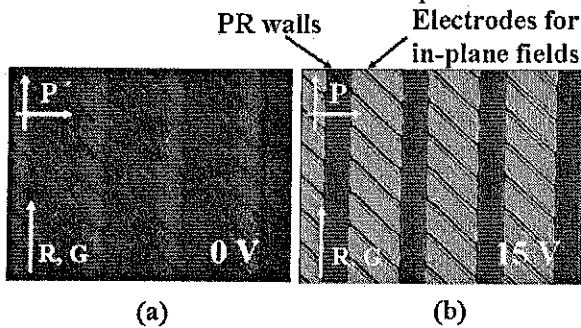 PR walls
Electrodes for
in-plane fields
P
R, G
0 V
P
R, G
15 V
(a)
(b)